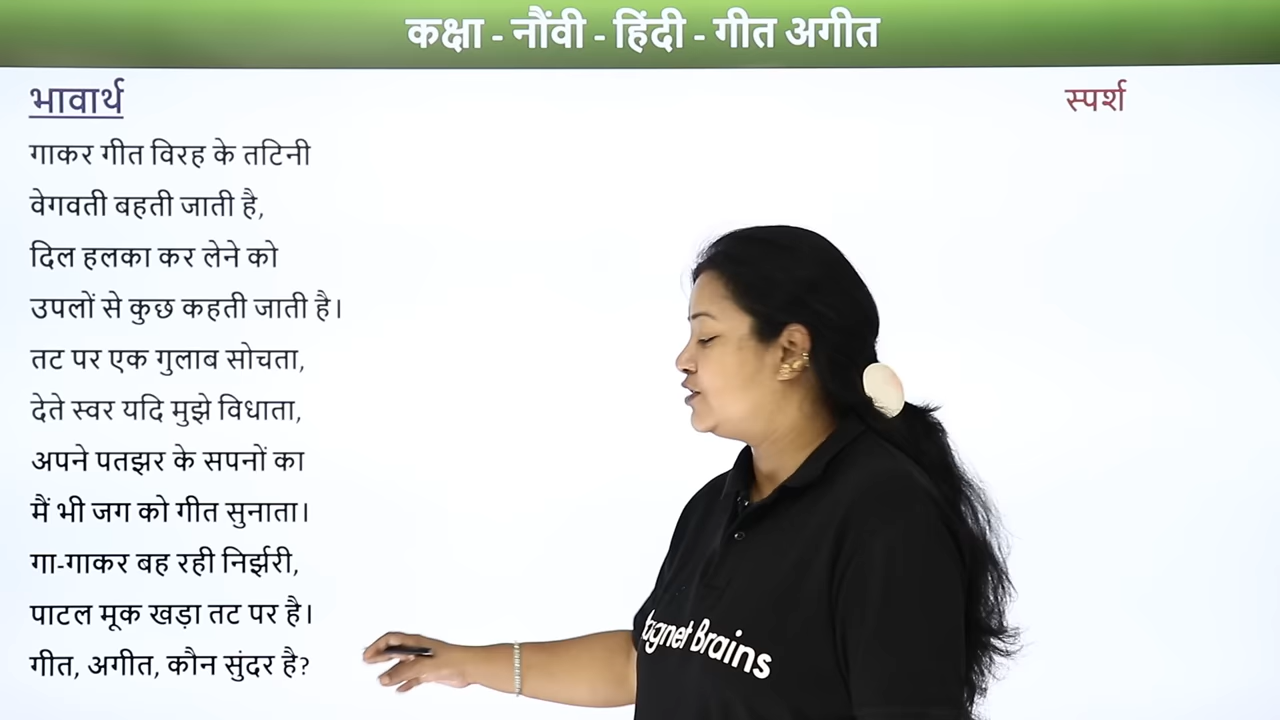 कक्षा - नौंवी - हिंदी - गीत अगीत
भावार्थ
स्पर्श
गाकर गीत विरह के तटिनी
वेगवती बहती जाती है,
दिल हलका कर लेने को
उपलों से कुछ कहती जाती है।
तट पर एक गुलाब सोचता,
देते स्वर यदि मुझे विधाता,
अपने पतझर के सपनों का
मैं भी जग को गीत सुनाता।
गा-गाकर बह रही निर्झरी,
पाटल मूक खड़ा तट पर है।
गीत, अगीत, कौन सुंदर है?
Brains